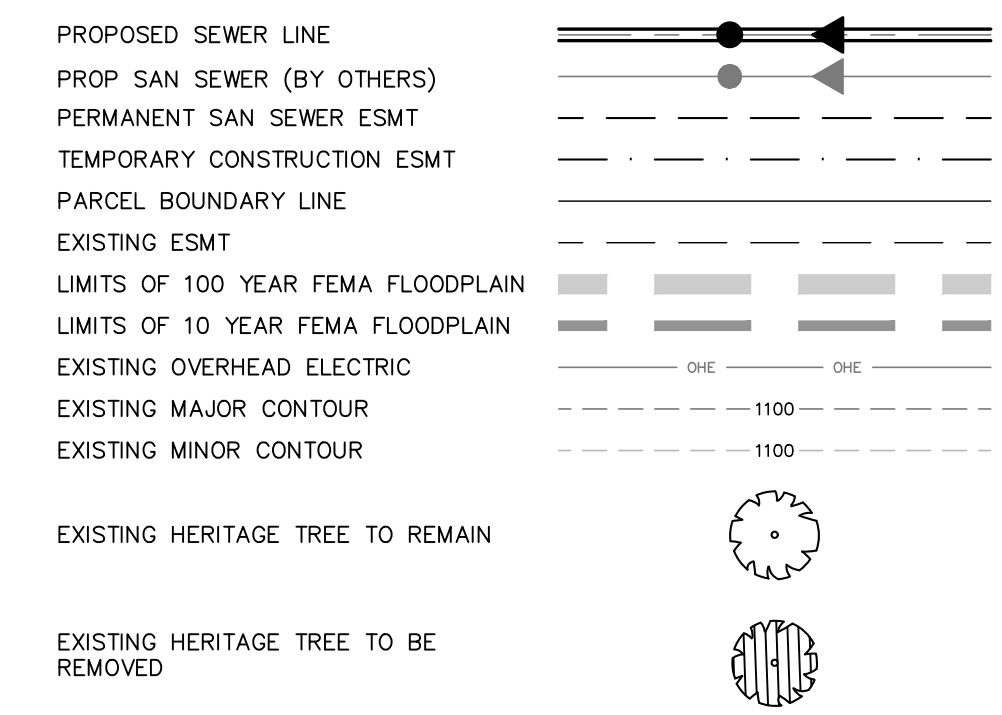 PROPOSED SEWER LINE
PROP SAN SEWER (BY OTHERS)
PERMANENT SAN SEWER ESMT
TEMPORARY CONSTRUCTION ESMT
PARCEL BOUNDARY LINE
EXISTING ESMT
LIMITS OF 100 YEAR FEMA FLOODPLAIN
LIMITS OF 10 YEAR FEMA FLOODPLAIN
EXISTING OVERHEAD ELECTRIC OHE OHE
EXISTING MAJOR CONTOUR 1100
EXISTING MINOR CONTOUR 1100
EXISTING HERITAGE TREE TO REMAIN
EXISTING HERITAGE TREE TO BE
REMOVED